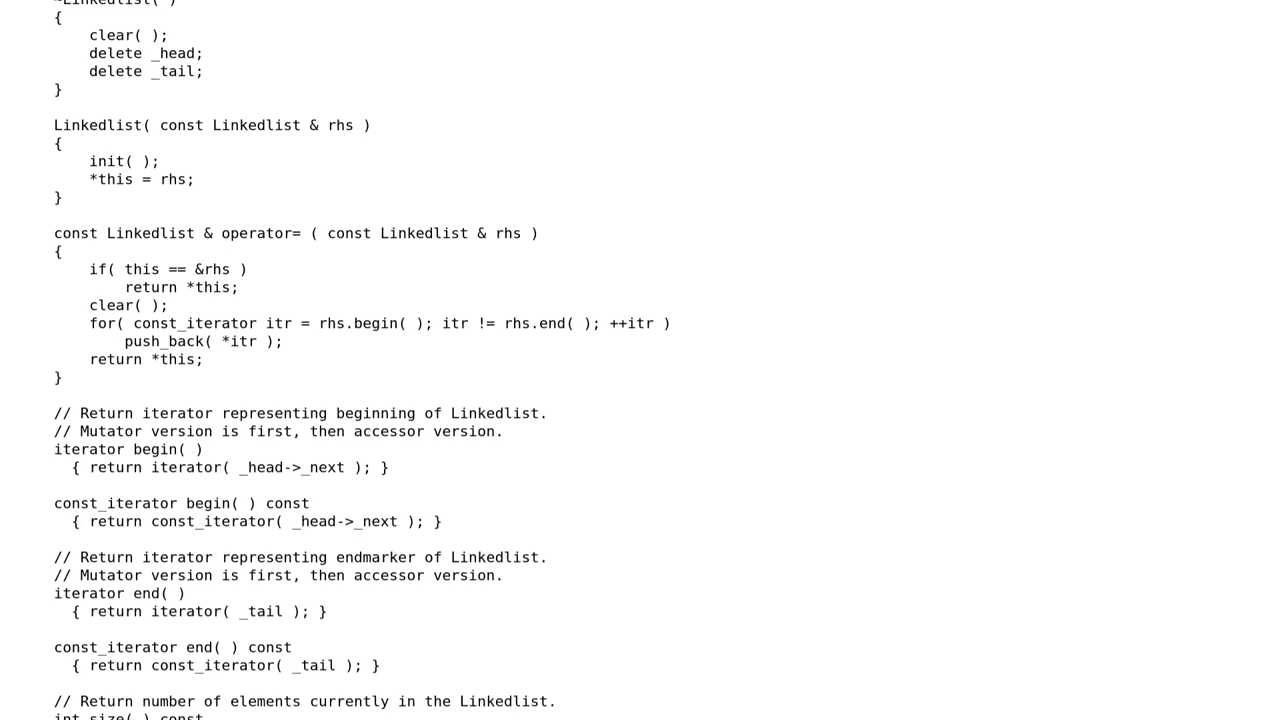 ~Linkedlist( )
{
    clear( );
    delete _head;
    delete _tail;
}

Linkedlist( const Linkedlist & rhs )
{
    init( );
    *this = rhs;
}

const Linkedlist & operator= ( const Linkedlist & rhs )
{
    if( this == &rhs )
        return *this;
    clear( );
    for( const_iterator itr = rhs.begin( ); itr != rhs.end( ); ++itr )
        push_back( *itr );
    return *this;
}

// Return iterator representing beginning of Linkedlist.
// Mutator version is first, then accessor version.
iterator begin( )
  { return iterator( _head->_next ); }

const_iterator begin( ) const
  { return const_iterator( _head->_next ); }

// Return iterator representing endmarker of Linkedlist.
// Mutator version is first, then accessor version.
iterator end( )
  { return iterator( _tail ); }

const_iterator end( ) const
  { return const_iterator( _tail ); }

// Return number of elements currently in the Linkedlist.
int size( ) const